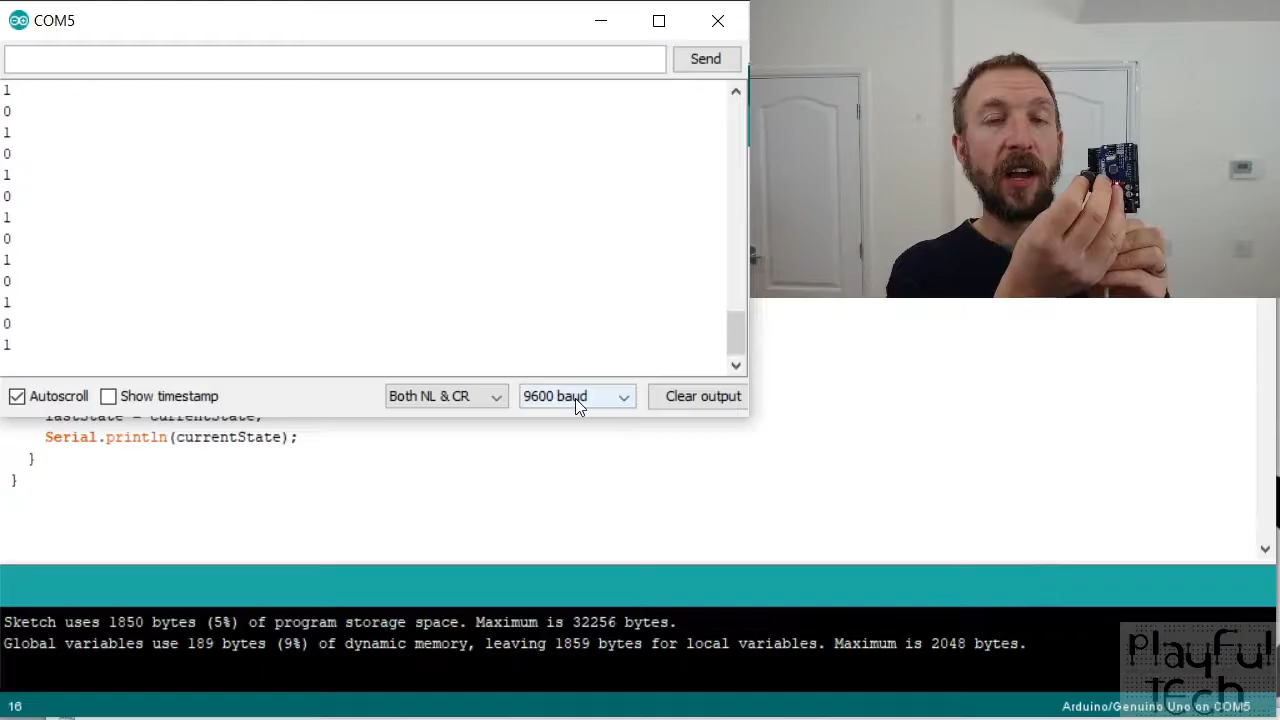 COM5
Send
1
0
1
0
1
0
1
0
1
0
1
0
1
Autoscroll Show timestamp Both NL & CR 9600 baud Clear output
lastState = currentState;
Serial.println(currentState);
}
}
Sketch uses 1850 bytes (5%) of program storage space. Maximum is 32256 bytes.
Global variables use 189 bytes (9%) of dynamic memory, leaving 1859 bytes for local variables. Maximum is 2048 bytes.
Playful
Tech
16 Arduino/Genuino Uno on COM5